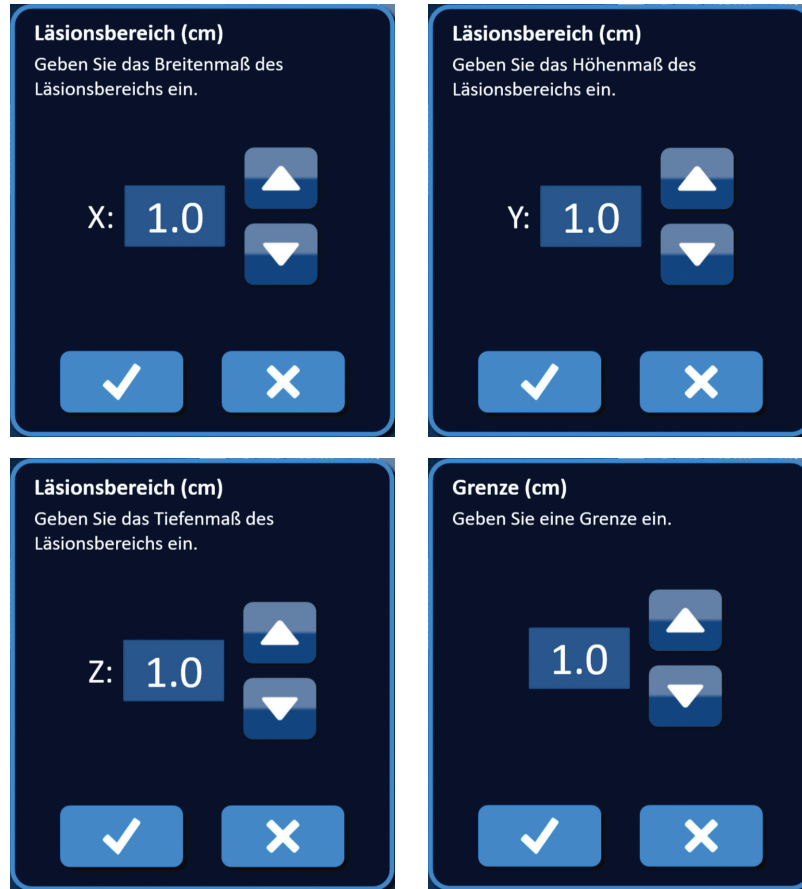 Läsionsbereich (cm)
Geben Sie das Breitenmaß des
Läsionsbereichs ein.
X: 1.0
Läsionsbereich (cm)
Geben Sie das Höhenmaß des
Läsionsbereichs ein.
Y: 1.0
Läsionsbereich (cm)
Geben Sie das Tiefenmaß des
Läsionsbereichs ein.
Z: 1.0
Grenze (cm)
Geben Sie eine Grenze ein.
1.0